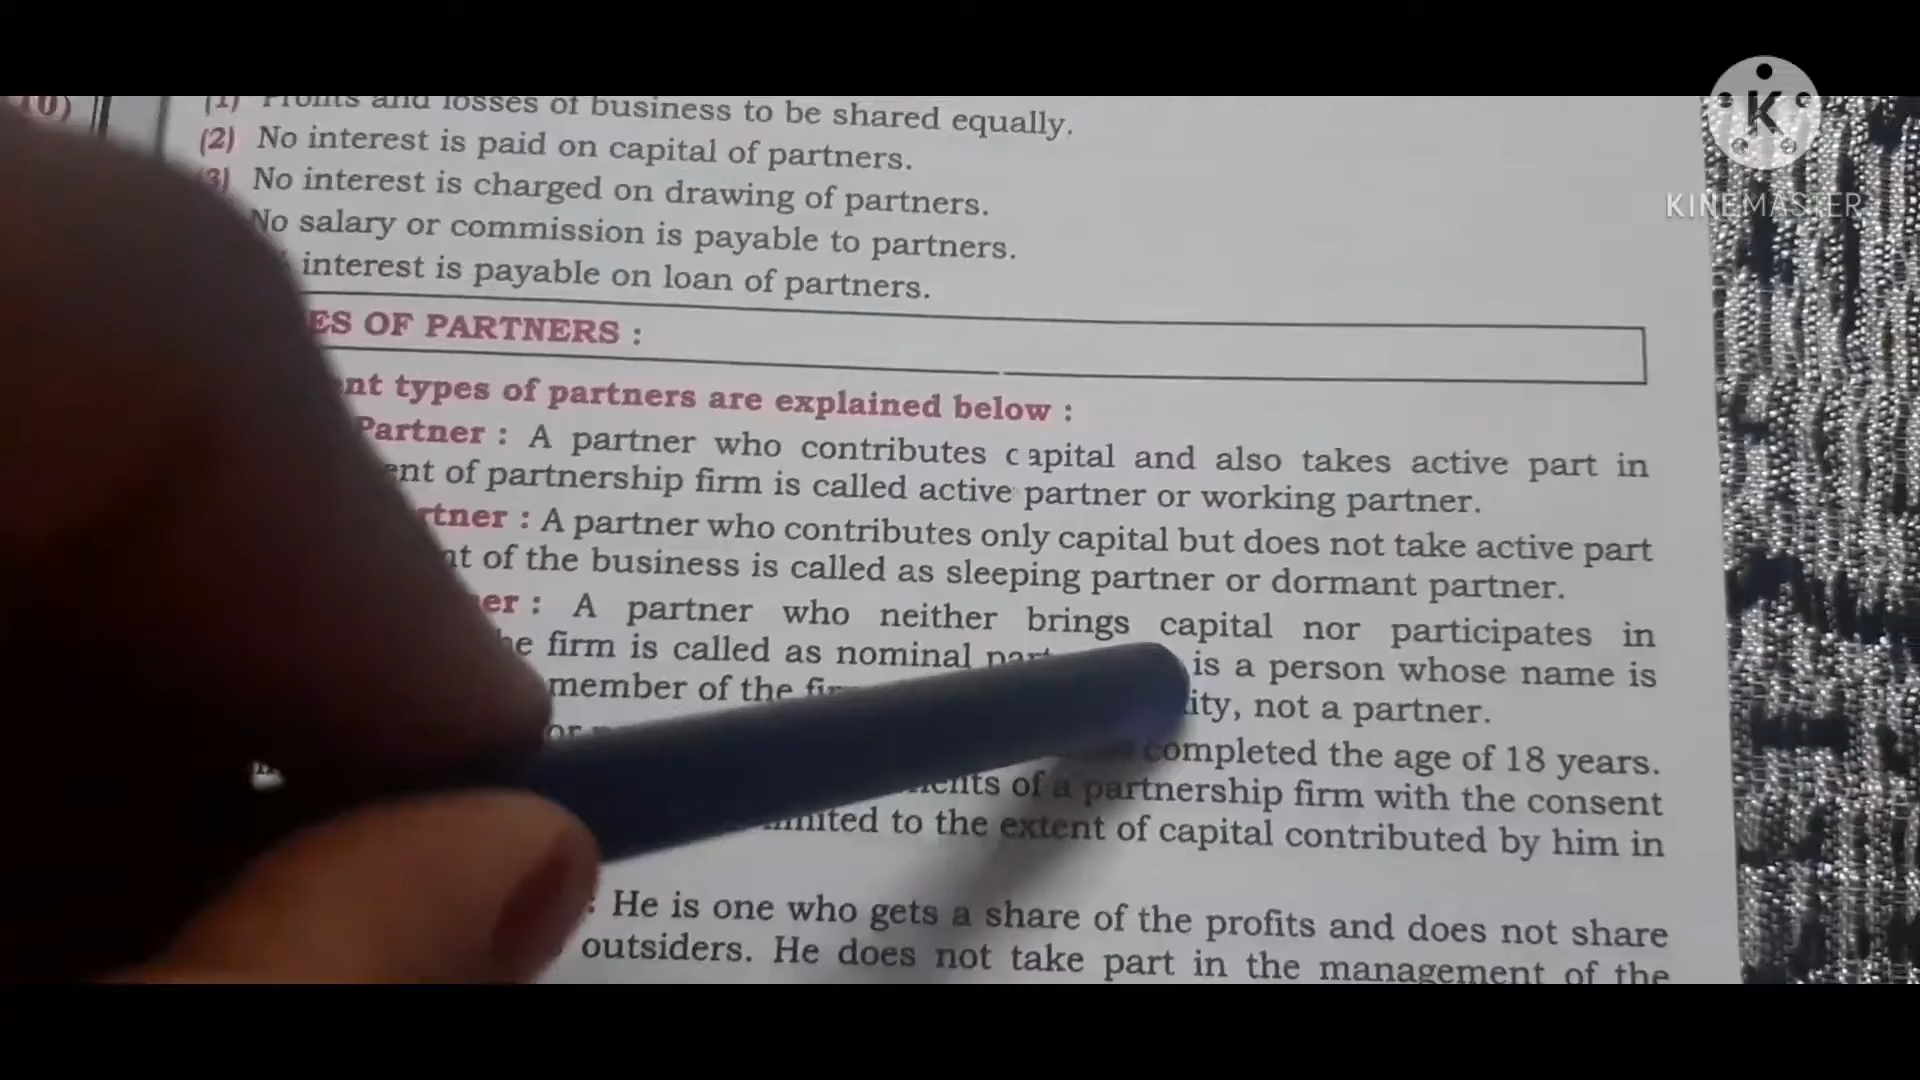 10)
(1) Profits and losses of business to be shared equally.
(2) No interest is paid on capital of partners.
3) No interest is charged on drawing of partners.
No salary or commission is payable to partners.
interest is payable on loan of partners.
ES OF PARTNERS :
nt types of partners are explained below :
Partner : A partner who contributes capital and also takes active part in
ent of partnership firm is called active partner or working partner.
rtner : A partner who contributes only capital but does not take active part
nt of the business is called as sleeping partner or dormant partner.
er : A partner who neither brings capital nor participates in
he firm is called as nominal is a person whose name is
member of the ity, not a partner.
or completed the age of 18 years.
of a partnership firm with the consent
to the extent of capital contributed by him in
: He is one who gets a share of the profits and does not share
outsiders. He does not take part in the management of the
K
KINEMASTER